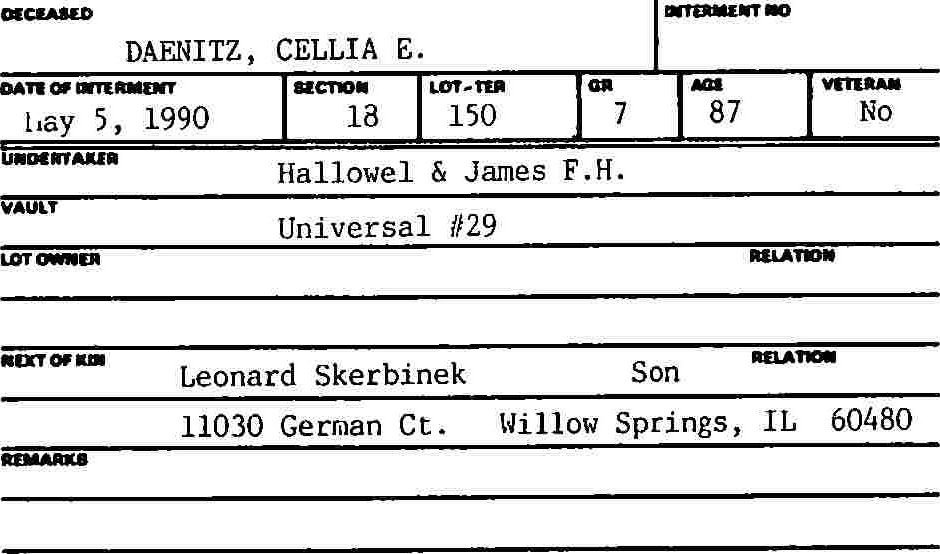 DECEASED INTERMENT NO
DAENITZ, CELLIA E.
DATE OF INTERMENT SECTION LOT-TER GR AGE VETERAN
May 5, 1990 18 150 7 87 No
UNDERTAKER
Hallowel & James F.H.
VAULT
Universal #29
LOT OWNER RELATION
NEXT OF KIN RELATION
Leonard Skerbinek Son
11030 German Ct. Willow Springs, IL 60480
REMARKS